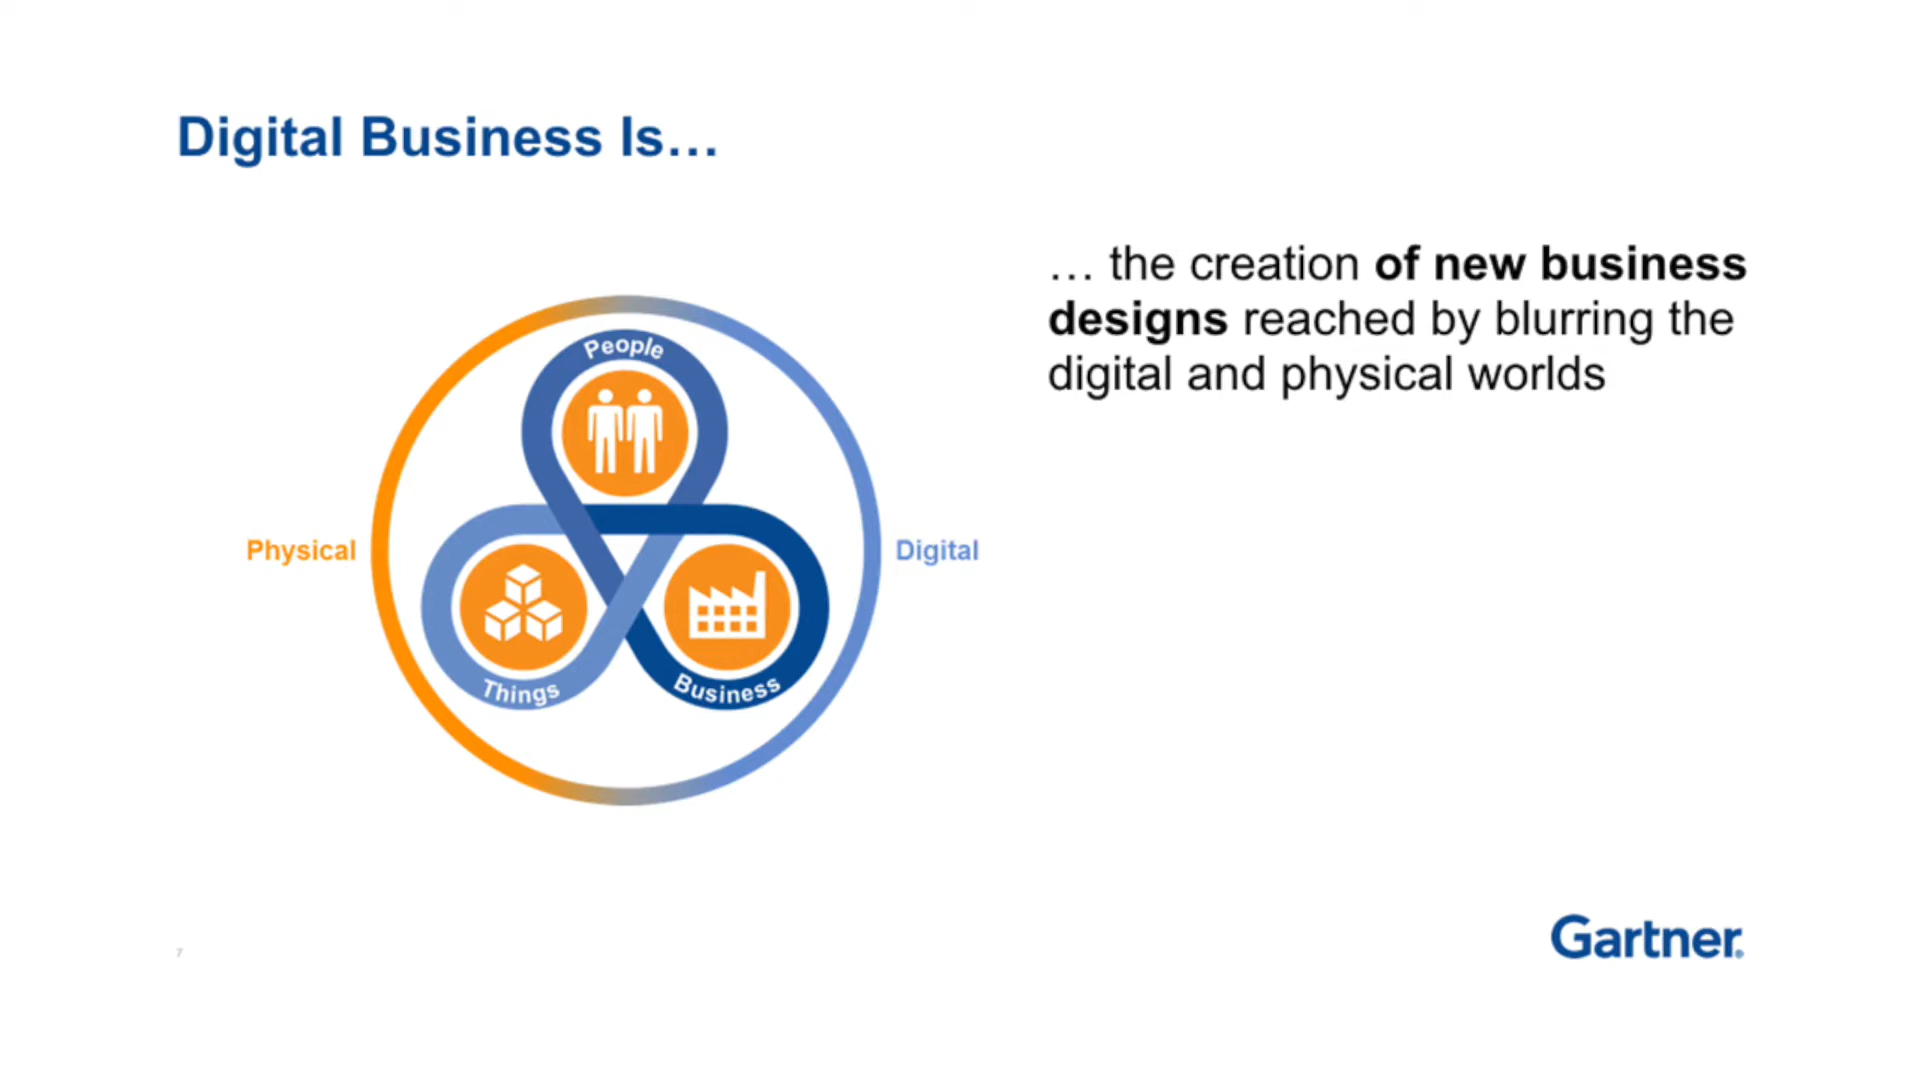 Digital Business Is…
… the creation of new business
designs reached by blurring the
digital and physical worlds
People
Physical
Digital
Things
Business
7
Gartner®